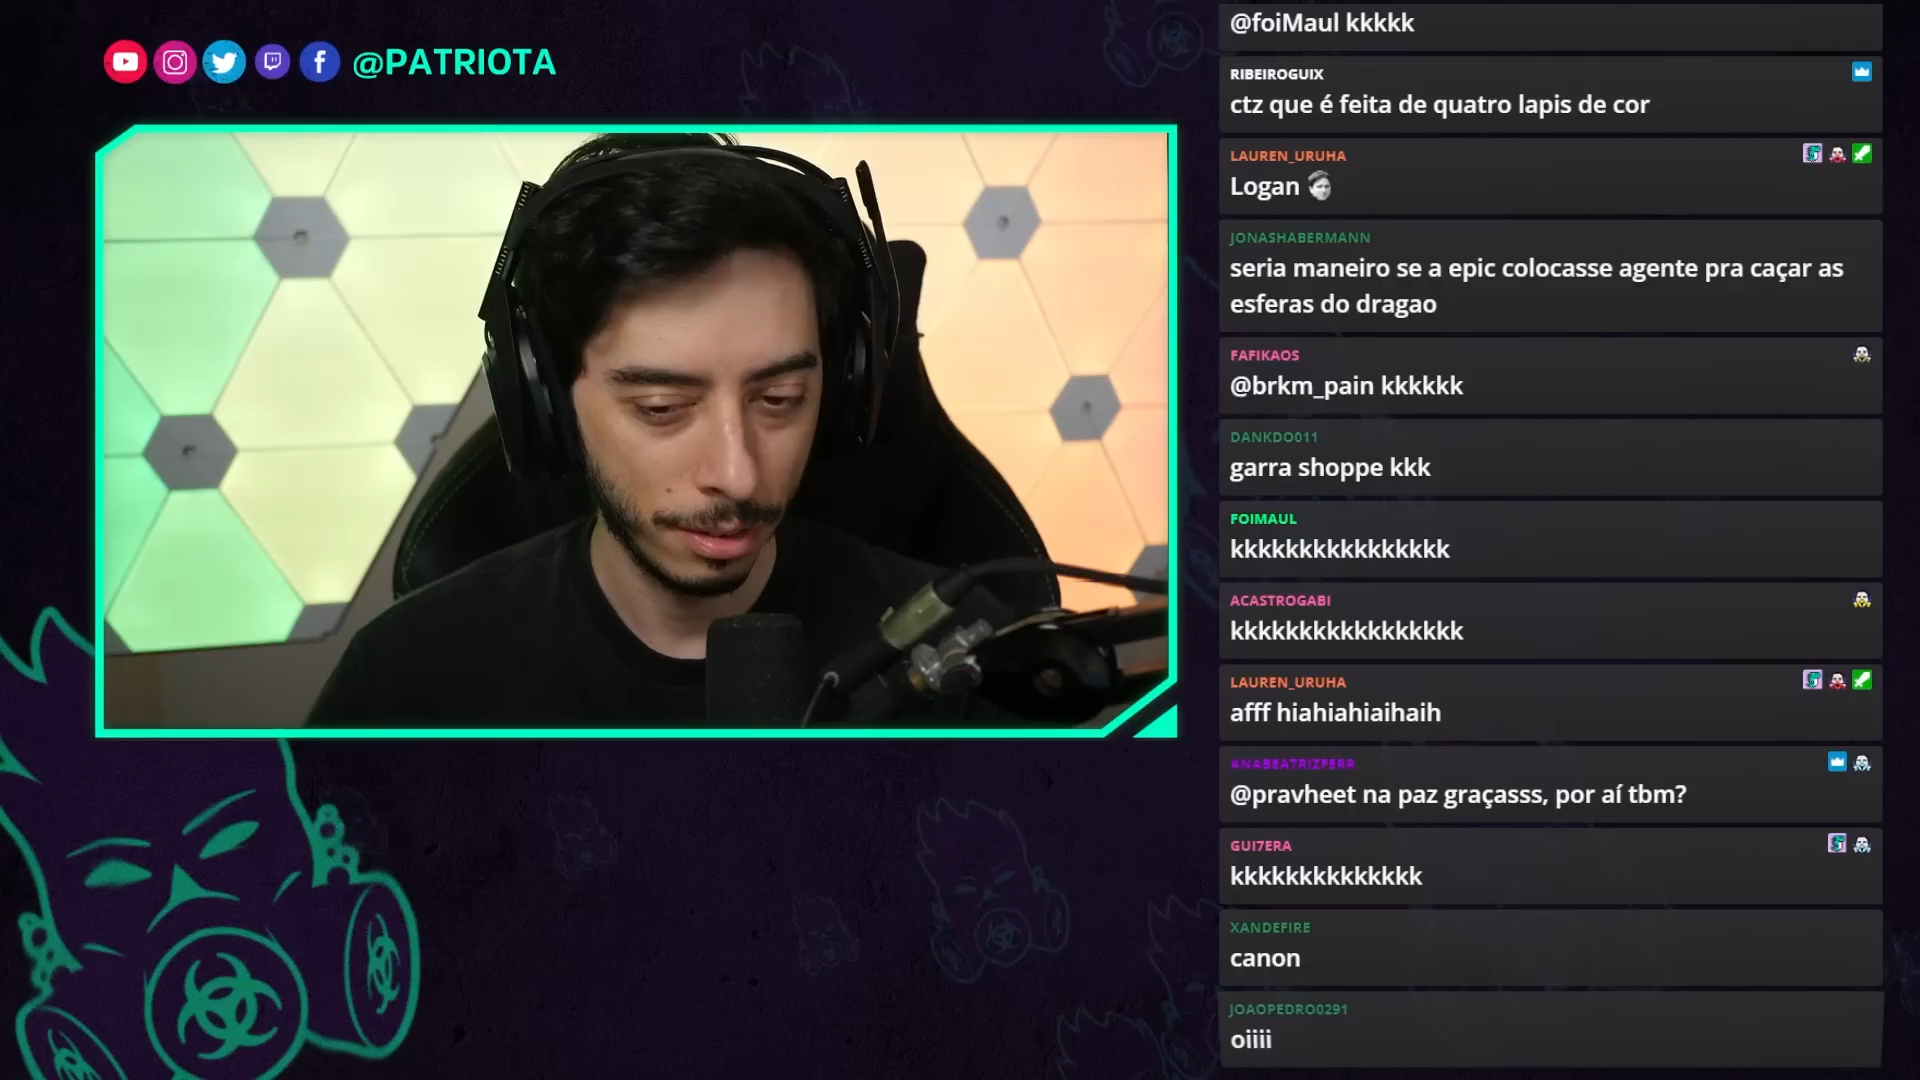 @PATRIOTA
@foiMaul kkkkk
RIBEIROGUIX
ctz que é feita de quatro lapis de cor
LAUREN_URUHA
Logan
JONASHABERMANN
seria maneiro se a epic colocasse agente pra caçar as
esferas do dragao
FAFIKAOS
@brkm_pain kkkkkk
DANKDO011
garra shoppe kkk
FOIMAUL
kkkkkkkkkkkkkkkk
ACASTROGABI
kkkkkkkkkkkkkkkkk
LAUREN_URUHA
afff hiahiahiaihaih
ANABEATRIZFERR
@pravheet na paz graçasss, por aí tbm?
GUI7ERA
kkkkkkkkkkkkkk
XANDEFIRE
canon
JOAOPEDRO0291
oiiii